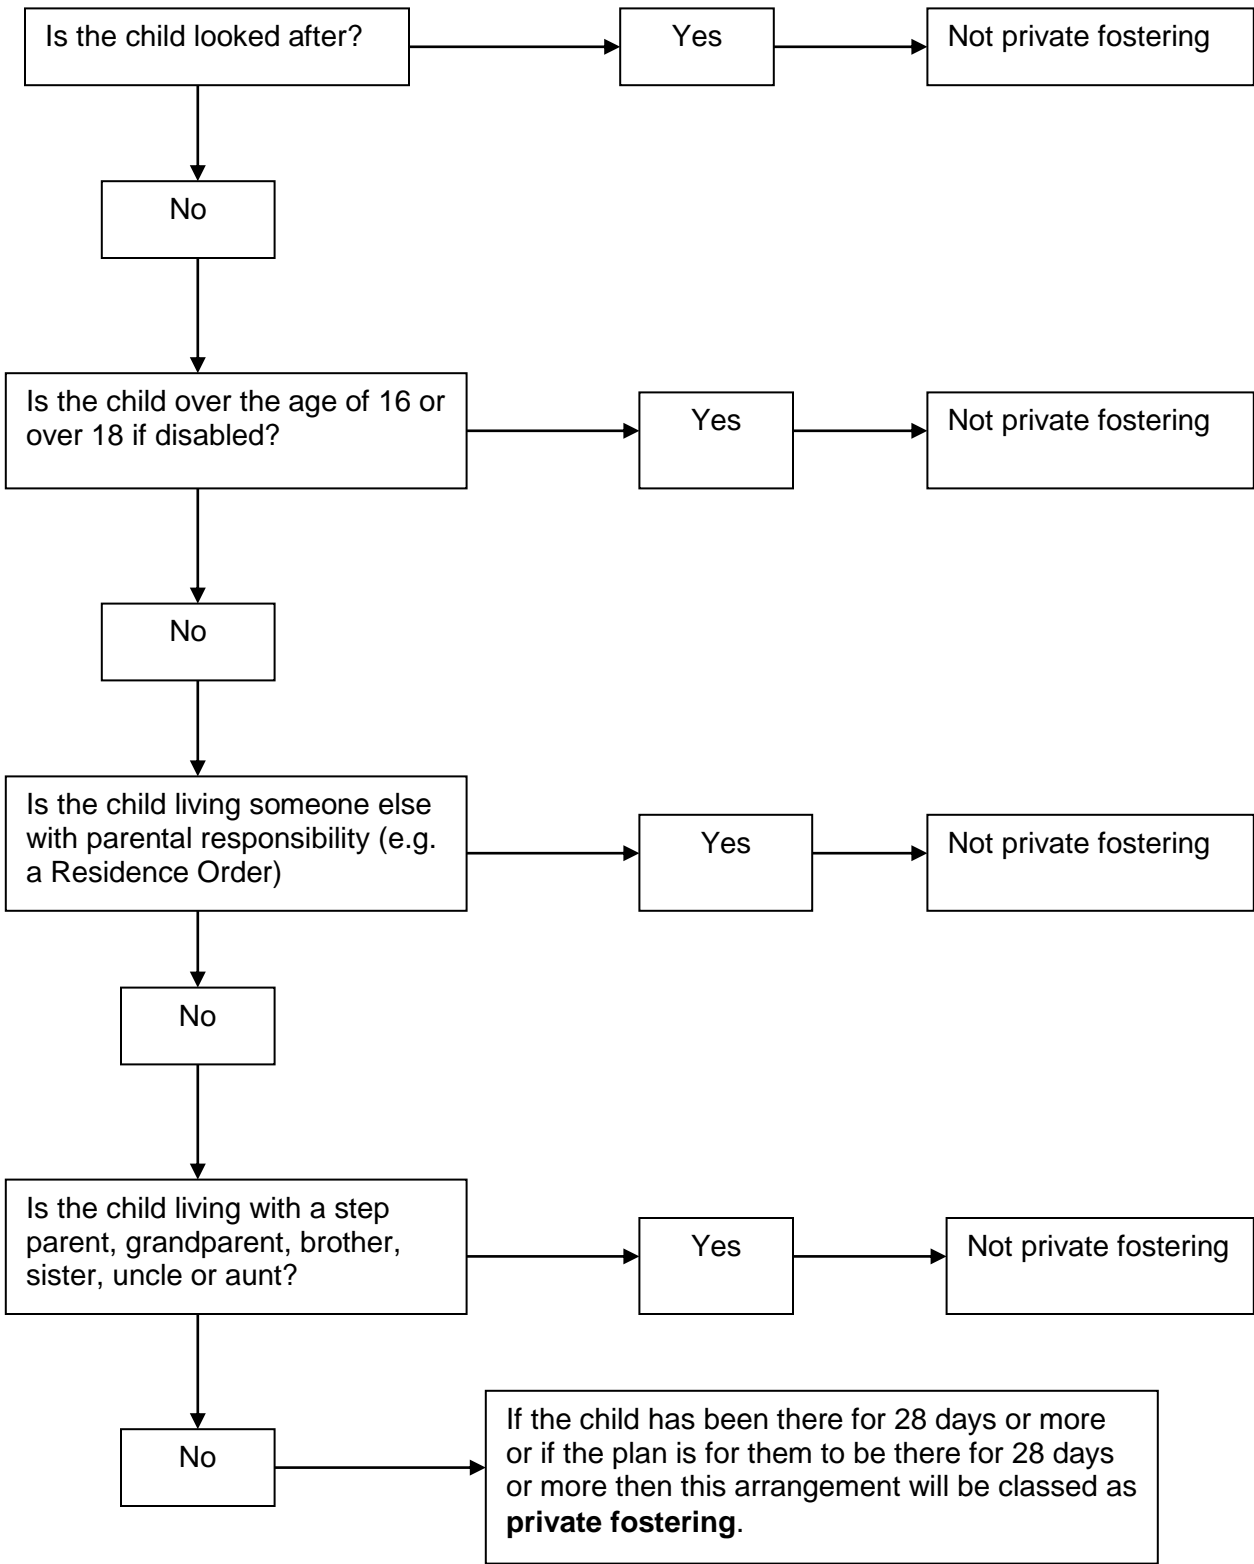 Is the child looked after?
Yes
Not private fostering
No
Is the child over the age of 16 or
over 18 if disabled?
Yes
Not private fostering
No
Is the child living someone else
with parental responsibility (e.g.
a Residence Order)
Yes
Not private fostering
No
Is the child living with a step
parent, grandparent, brother,
sister, uncle or aunt?
Yes
Not private fostering
No
If the child has been there for 28 days or more
or if the plan is for them to be there for 28 days
or more then this arrangement will be classed as
private fostering.